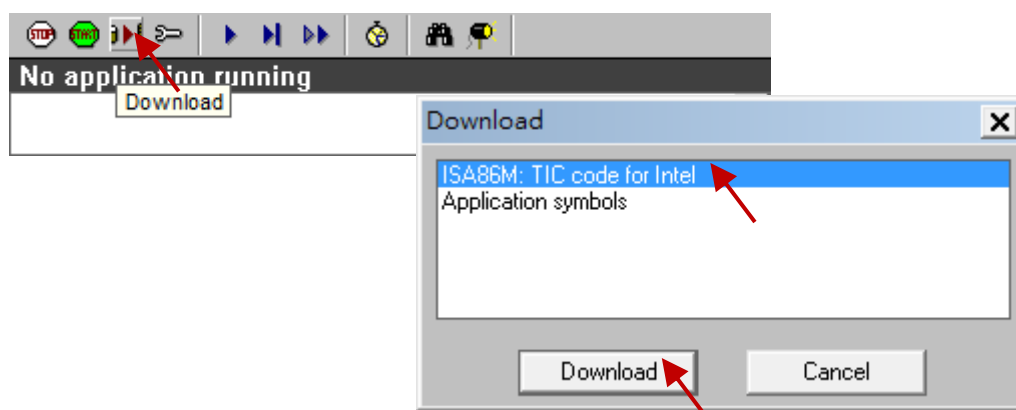 STOP START
No application running
Download
Download
ISA86M: TIC code for Intel
Application symbols
Download Cancel